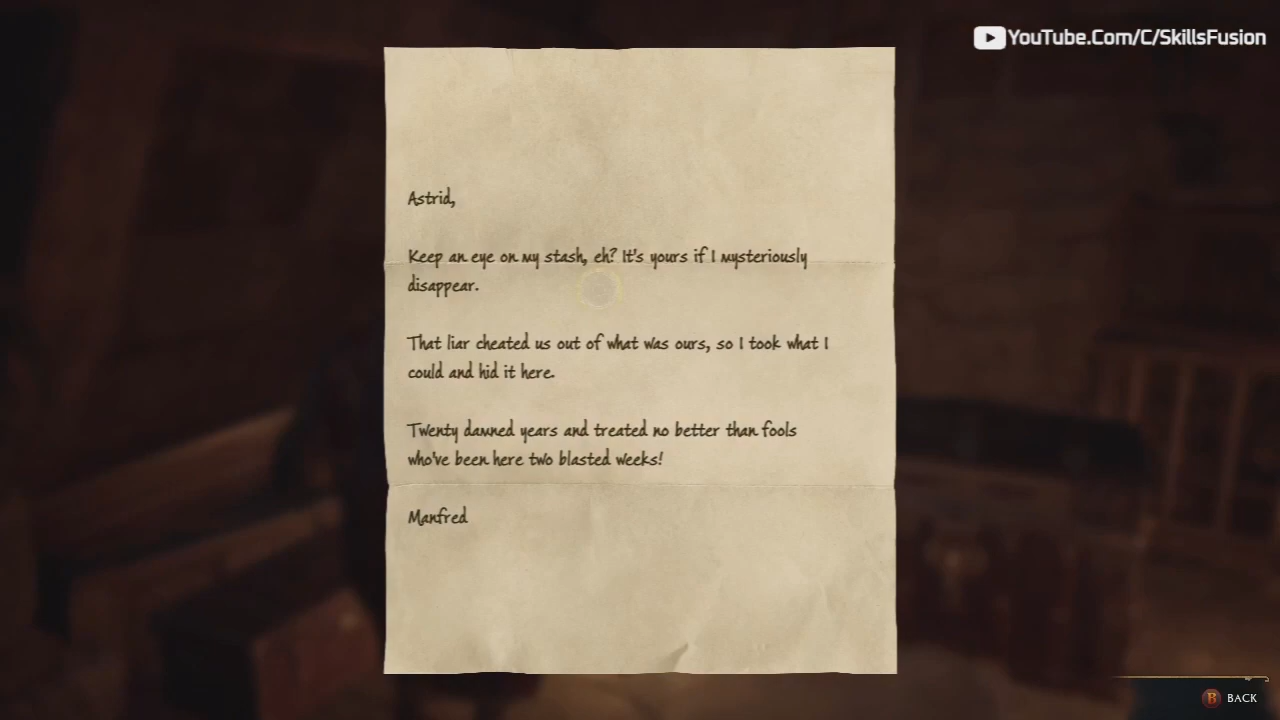 YouTube.Com/C/SkillsFusion
Astrid,
Keep an eye on my stash, eh? It's yours if I mysteriously
disappear.
That liar cheated us out of what was ours, so I took what I
could and hid it here.
Twenty damned years and treated no better than fools
who've been here two blasted weeks!
Manfred
B BACK